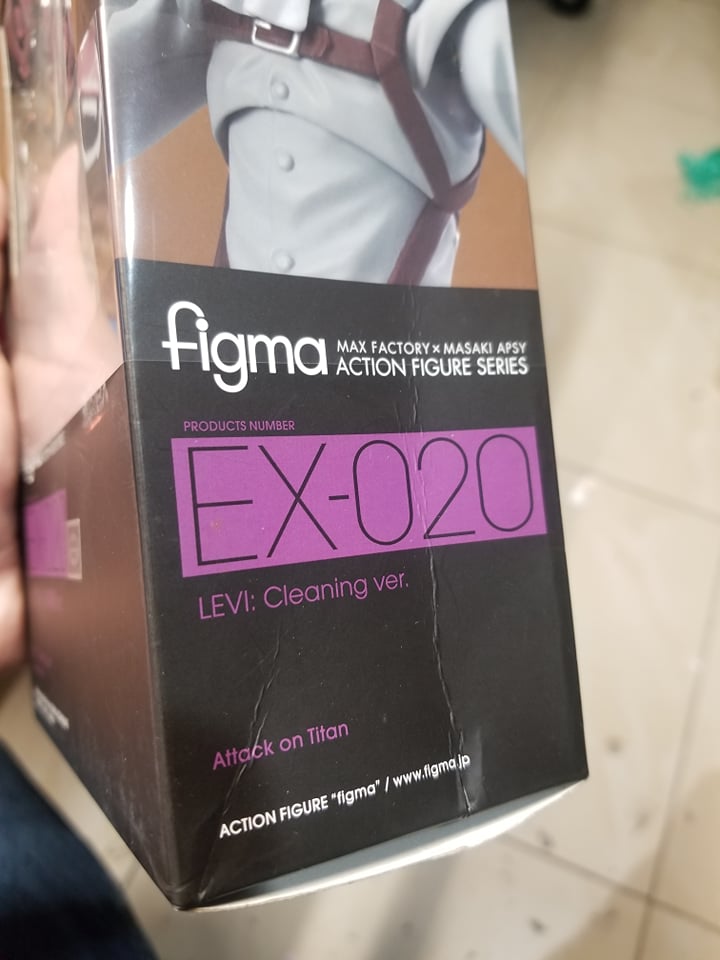 figma
MAX FACTORY × MASAKI APSY
ACTION FIGURE SERIES
PRODUCTS NUMBER
EX-020
LEVI: Cleaning ver.
Attack on Titan
ACTION FIGURE "figma" / www.figma.jp